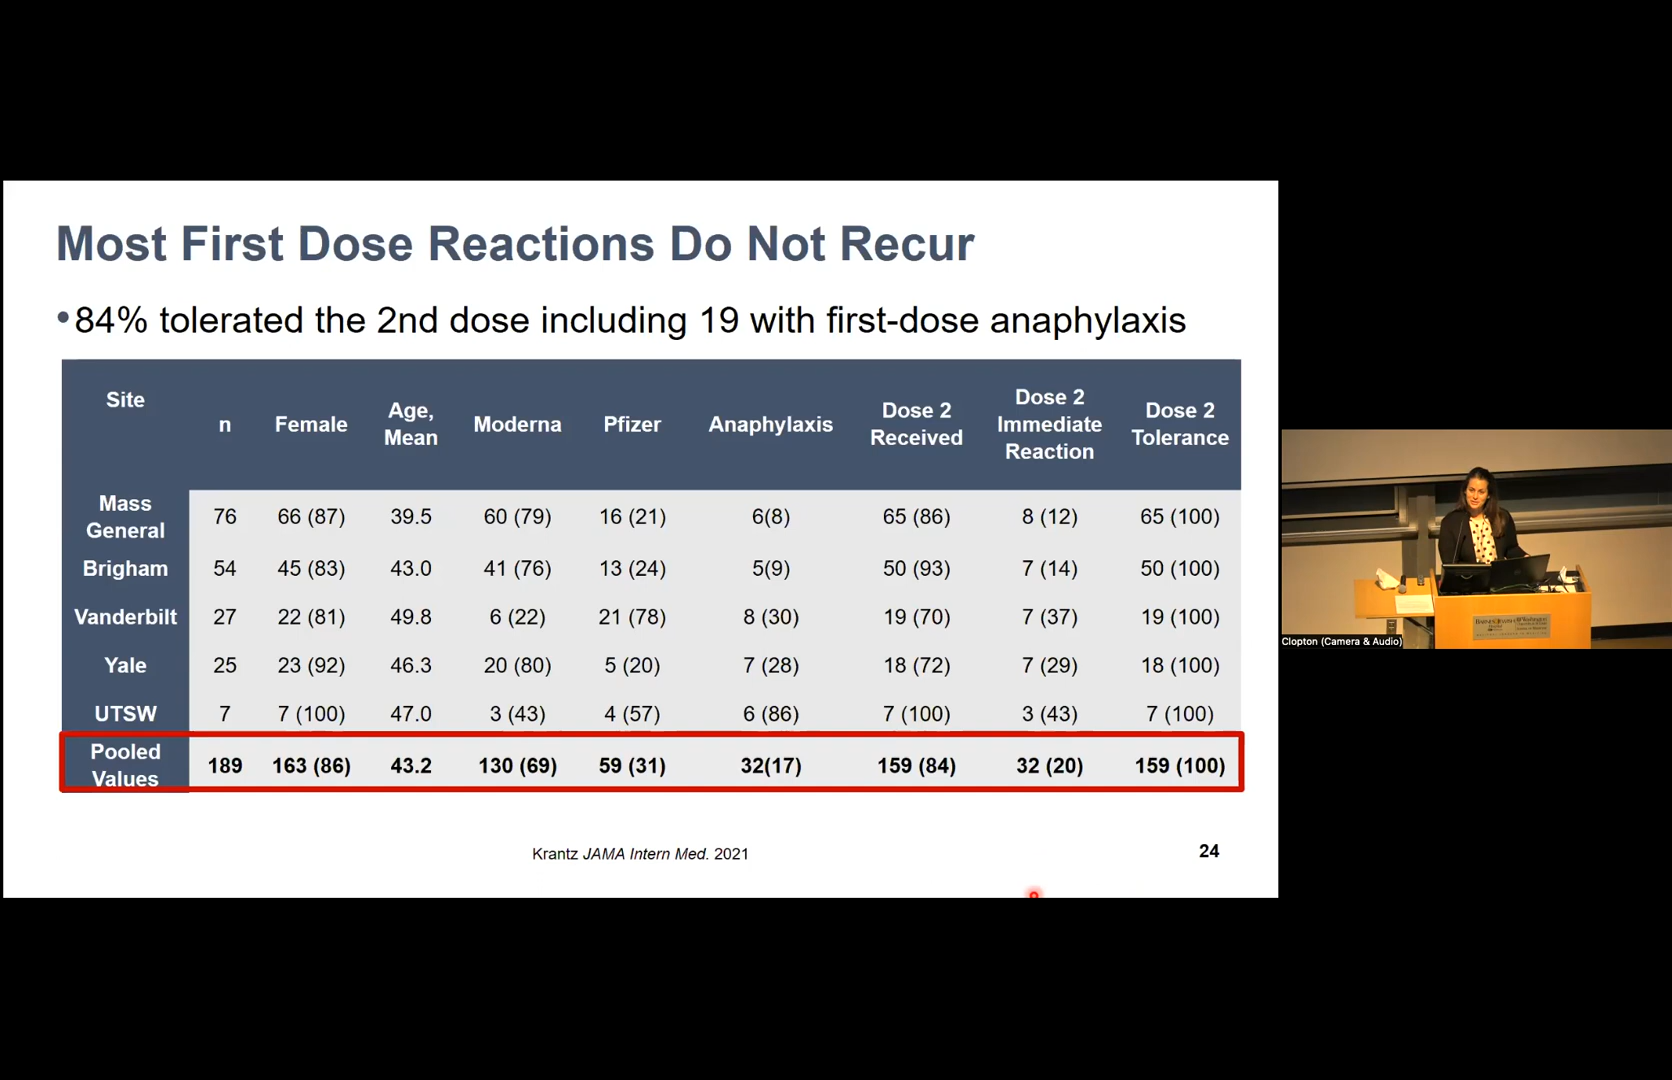 Most First Dose Reactions Do Not Recur
•84% tolerated the 2nd dose including 19 with first-dose anaphylaxis
Site n Female Age, Mean Moderna Pfizer Anaphylaxis Dose 2 Received Dose 2 Immediate Reaction Dose 2 Tolerance
Mass General 76 66 (87) 39.5 60 (79) 16 (21) 6(8) 65 (86) 8 (12) 65 (100)
Brigham 54 45 (83) 43.0 41 (76) 13 (24) 5(9) 50 (93) 7 (14) 50 (100)
Vanderbilt 27 22 (81) 49.8 6 (22) 21 (78) 8 (30) 19 (70) 7 (37) 19 (100)
Yale 25 23 (92) 46.3 20 (80) 5 (20) 7 (28) 18 (72) 7 (29) 18 (100)
UTSW 7 7 (100) 47.0 3 (43) 4 (57) 6 (86) 7 (100) 3 (43) 7 (100)
Pooled Values 189 163 (86) 43.2 130 (69) 59 (31) 32(17) 159 (84) 32 (20) 159 (100)
Krantz JAMA Intern Med. 2021
24
Clopton (Camera & Audio)